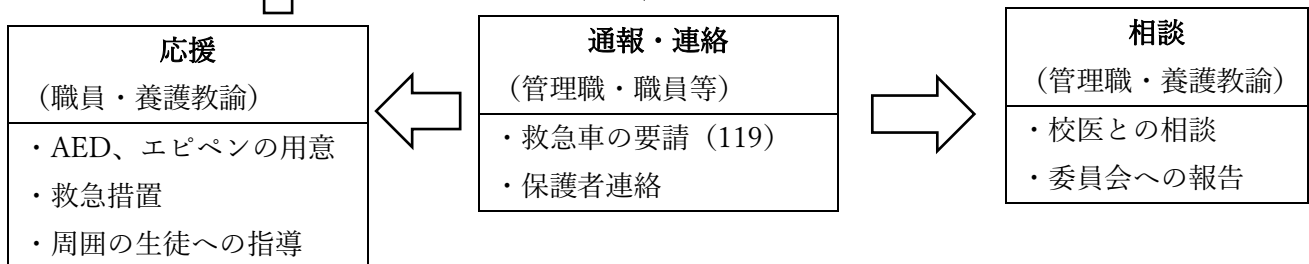 応援
(職員・養護教諭)
・AED、エピペンの用意
・救急措置
・周囲の生徒への指導
通報・連絡
(管理職・職員等)
・救急車の要請(119)
・保護者連絡
相談
(管理職・養護教諭)
・校医との相談
・委員会への報告